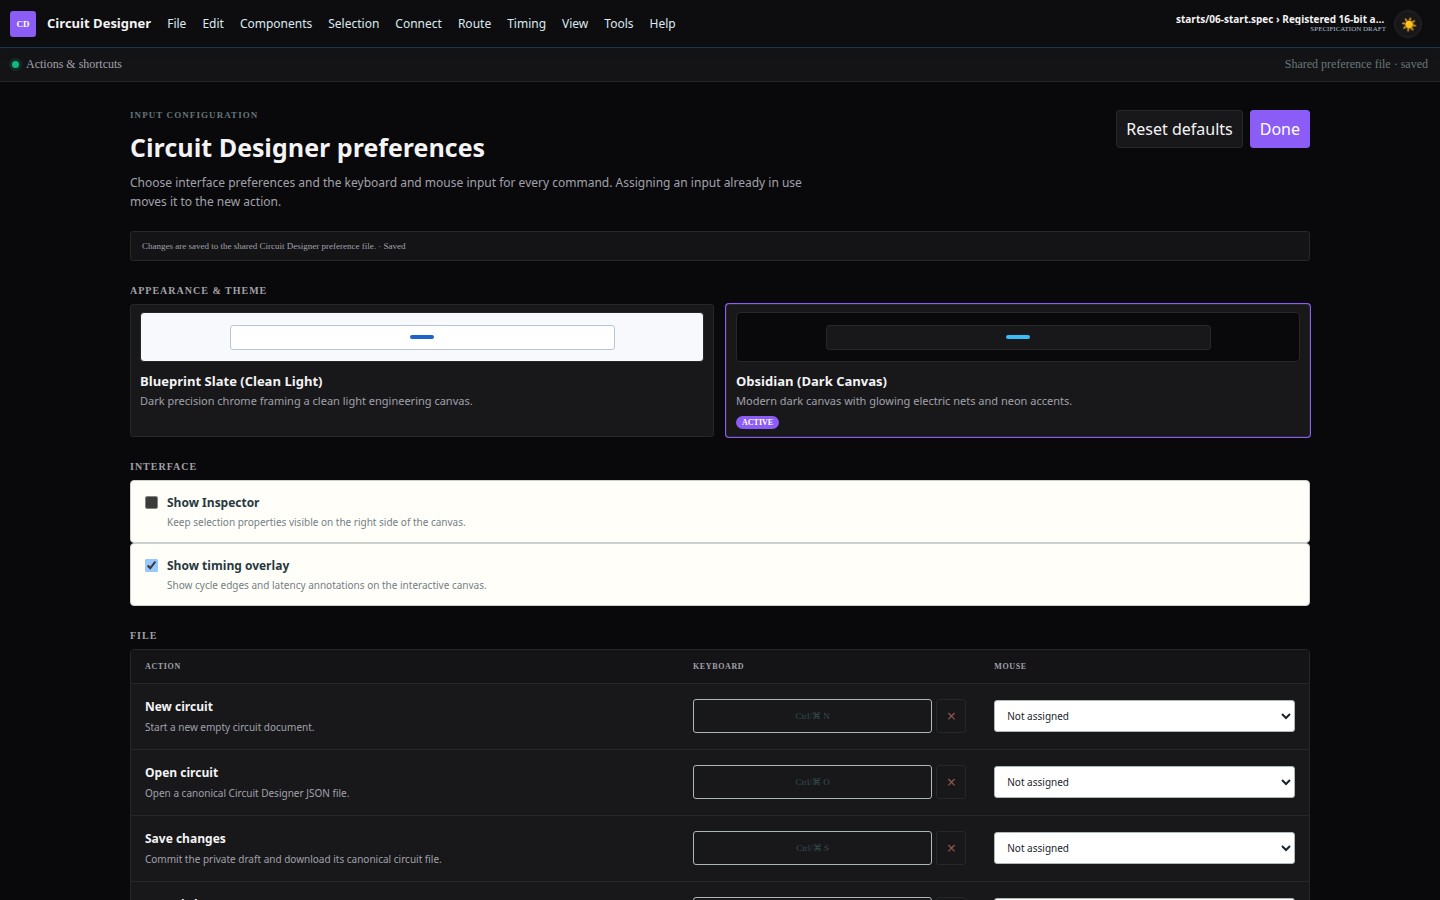 CD Circuit Designer File Edit Components Selection Connect Route Timing View Tools Help
starts/06-start.spec › Registered 16-bit a...
SPECIFICATION DRAFT
Actions & shortcuts
Shared preference file · saved
INPUT CONFIGURATION
Circuit Designer preferences
Reset defaults
Done
Choose interface preferences and the keyboard and mouse input for every command. Assigning an input already in use
moves it to the new action.
Changes are saved to the shared Circuit Designer preference file. · Saved
APPEARANCE & THEME
Blueprint Slate (Clean Light)
Dark precision chrome framing a clean light engineering canvas.
Obsidian (Dark Canvas)
Modern dark canvas with glowing electric nets and neon accents.
ACTIVE
INTERFACE
Show Inspector
Keep selection properties visible on the right side of the canvas.
Show timing overlay
Show cycle edges and latency annotations on the interactive canvas.
FILE
ACTION KEYBOARD MOUSE
New circuit
Start a new empty circuit document.
Ctrl/⌘ N
×
Not assigned
Open circuit
Open a canonical Circuit Designer JSON file.
Ctrl/⌘ O
×
Not assigned
Save changes
Commit the private draft and download its canonical circuit file.
Ctrl/⌘ S
×
Not assigned